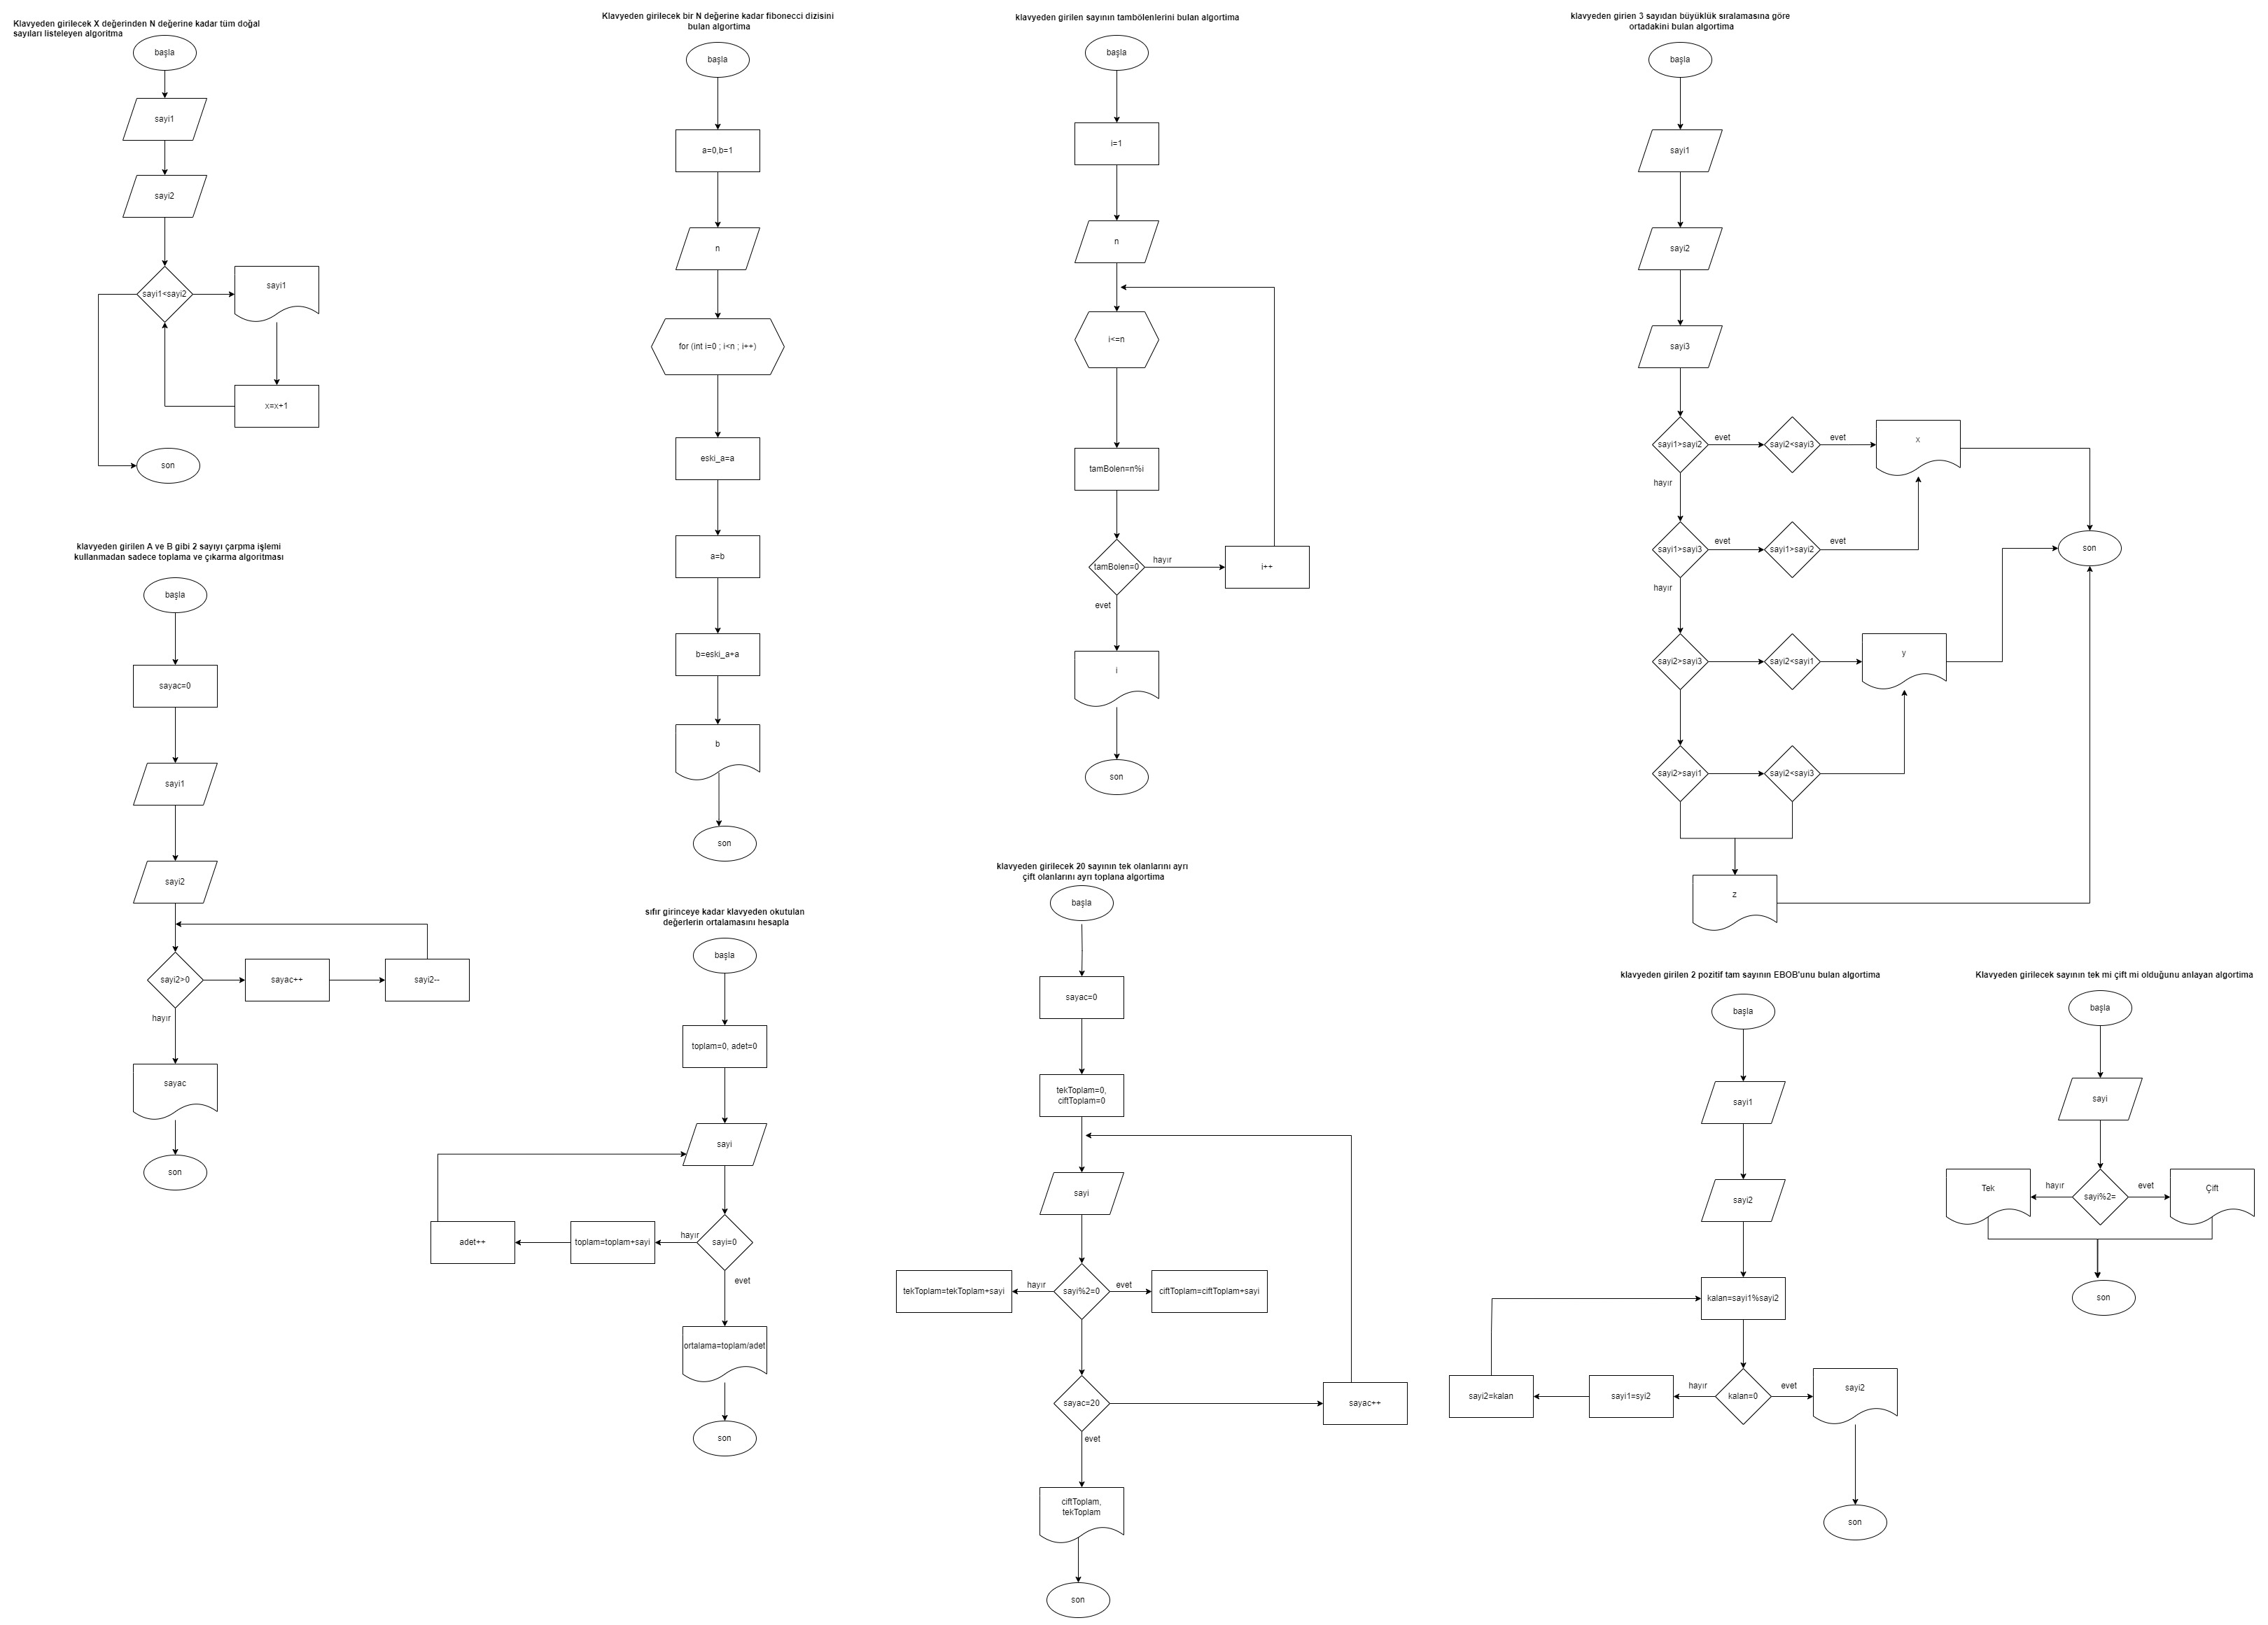 Klavyeden girilecek X değerinden N değerine kadar tüm doğal
sayıları listeleyen algoritma
başla
sayi1
sayi2
sayi1<sayi2
sayi1
x=x+1
son
klavyeden girilen A ve B gibi 2 sayıyı çarpma işlemi
kullanmadan sadece toplama ve çıkarma algoritması
başla
sayac=0
sayi1
sayi2
sayi2>0
sayac++
sayi2--
hayır
sayac
son
Klavyeden girilecek bir N değerine kadar fibonecci dizisini
bulan algortima
başla
a=0,b=1
n
for (int i=0 ; i<n ; i++)
eski_a=a
a=b
b=eski_a+a
b
son
sıfır girinceye kadar klavyeden okutulan
değerlerin ortalamasını hesapla
başla
toplam=0, adet=0
sayi
sayi=0
hayır
toplam=toplam+sayi
adet++
evet
ortalama=toplam/adet
son
klavyeden girilen sayının tambölenlerini bulan algortima
başla
i=1
n
i<=n
tamBolen=n%i
tamBolen=0
hayır
i++
evet
i
son
klavyeden girilecek 20 sayının tek olanlarını ayrı
çift olanlarını ayrı toplana algortima
başla
sayac=0
tekToplam=0,
ciftToplam=0
sayi
sayi%2=0
hayır
tekToplam=tekToplam+sayi
evet
ciftToplam=ciftToplam+sayi
sayac=20
sayac++
evet
ciftToplam,
tekToplam
son
klavyeden girien 3 sayıdan büyüklük sıralamasına göre
ortadakini bulan algortima
başla
sayi1
sayi2
sayi3
sayi1>sayi2
evet
sayi2<sayi3
evet
x
hayır
sayi1>sayi3
evet
sayi1>sayi2
evet
son
hayır
sayi2>sayi3
sayi2<sayi1
y
sayi2>sayi1
sayi2<sayi3
z
klavyeden girilen 2 pozitif tam sayının EBOB'unu bulan algortima
başla
sayi1
sayi2
kalan=sayi1%sayi2
kalan=0
hayır
sayi1=syi2
sayi2=kalan
evet
sayi2
son
Klavyeden girilecek sayının tek mi çift mi olduğunu anlayan algortima
başla
sayi
sayi%2=
hayır
Tek
evet
Çift
son